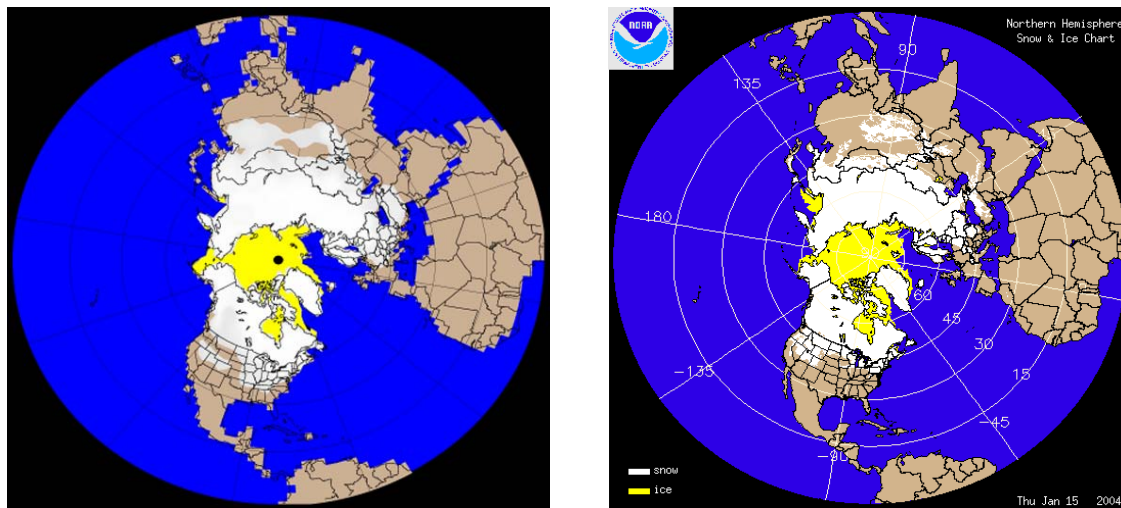 NOAA
Northern Hemisphere
Snow & Ice Chart
90
135
180
60
45
30
15
-135
-45
-90
snow
ice
Thu Jan 15 2004